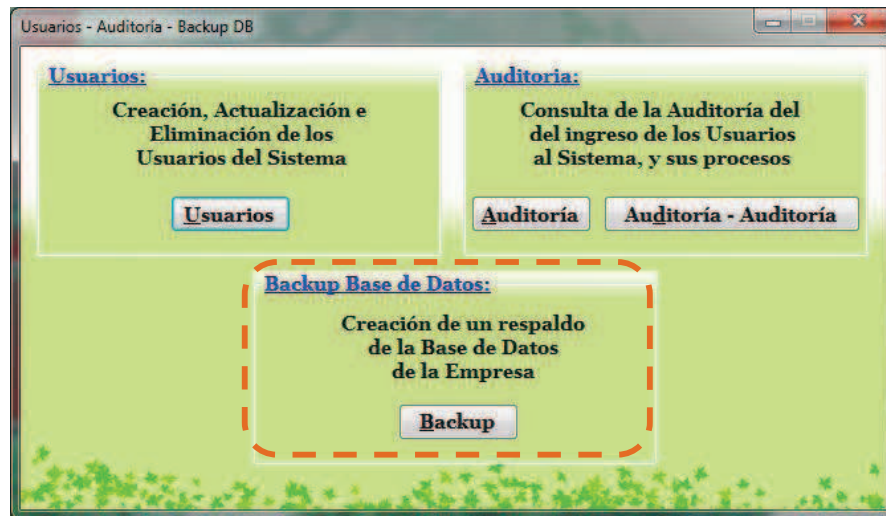 Usuarios - Auditoría - Backup DB
Usuarios:
Creación, Actualización e
Eliminación de los
Usuarios del Sistema
Usuarios
Auditoria:
Consulta de la Auditoría del
del ingreso de los Usuarios
al Sistema, y sus procesos
Auditoría
Auditoría - Auditoría
Backup Base de Datos:
Creación de un respaldo
de la Base de Datos
de la Empresa
Backup